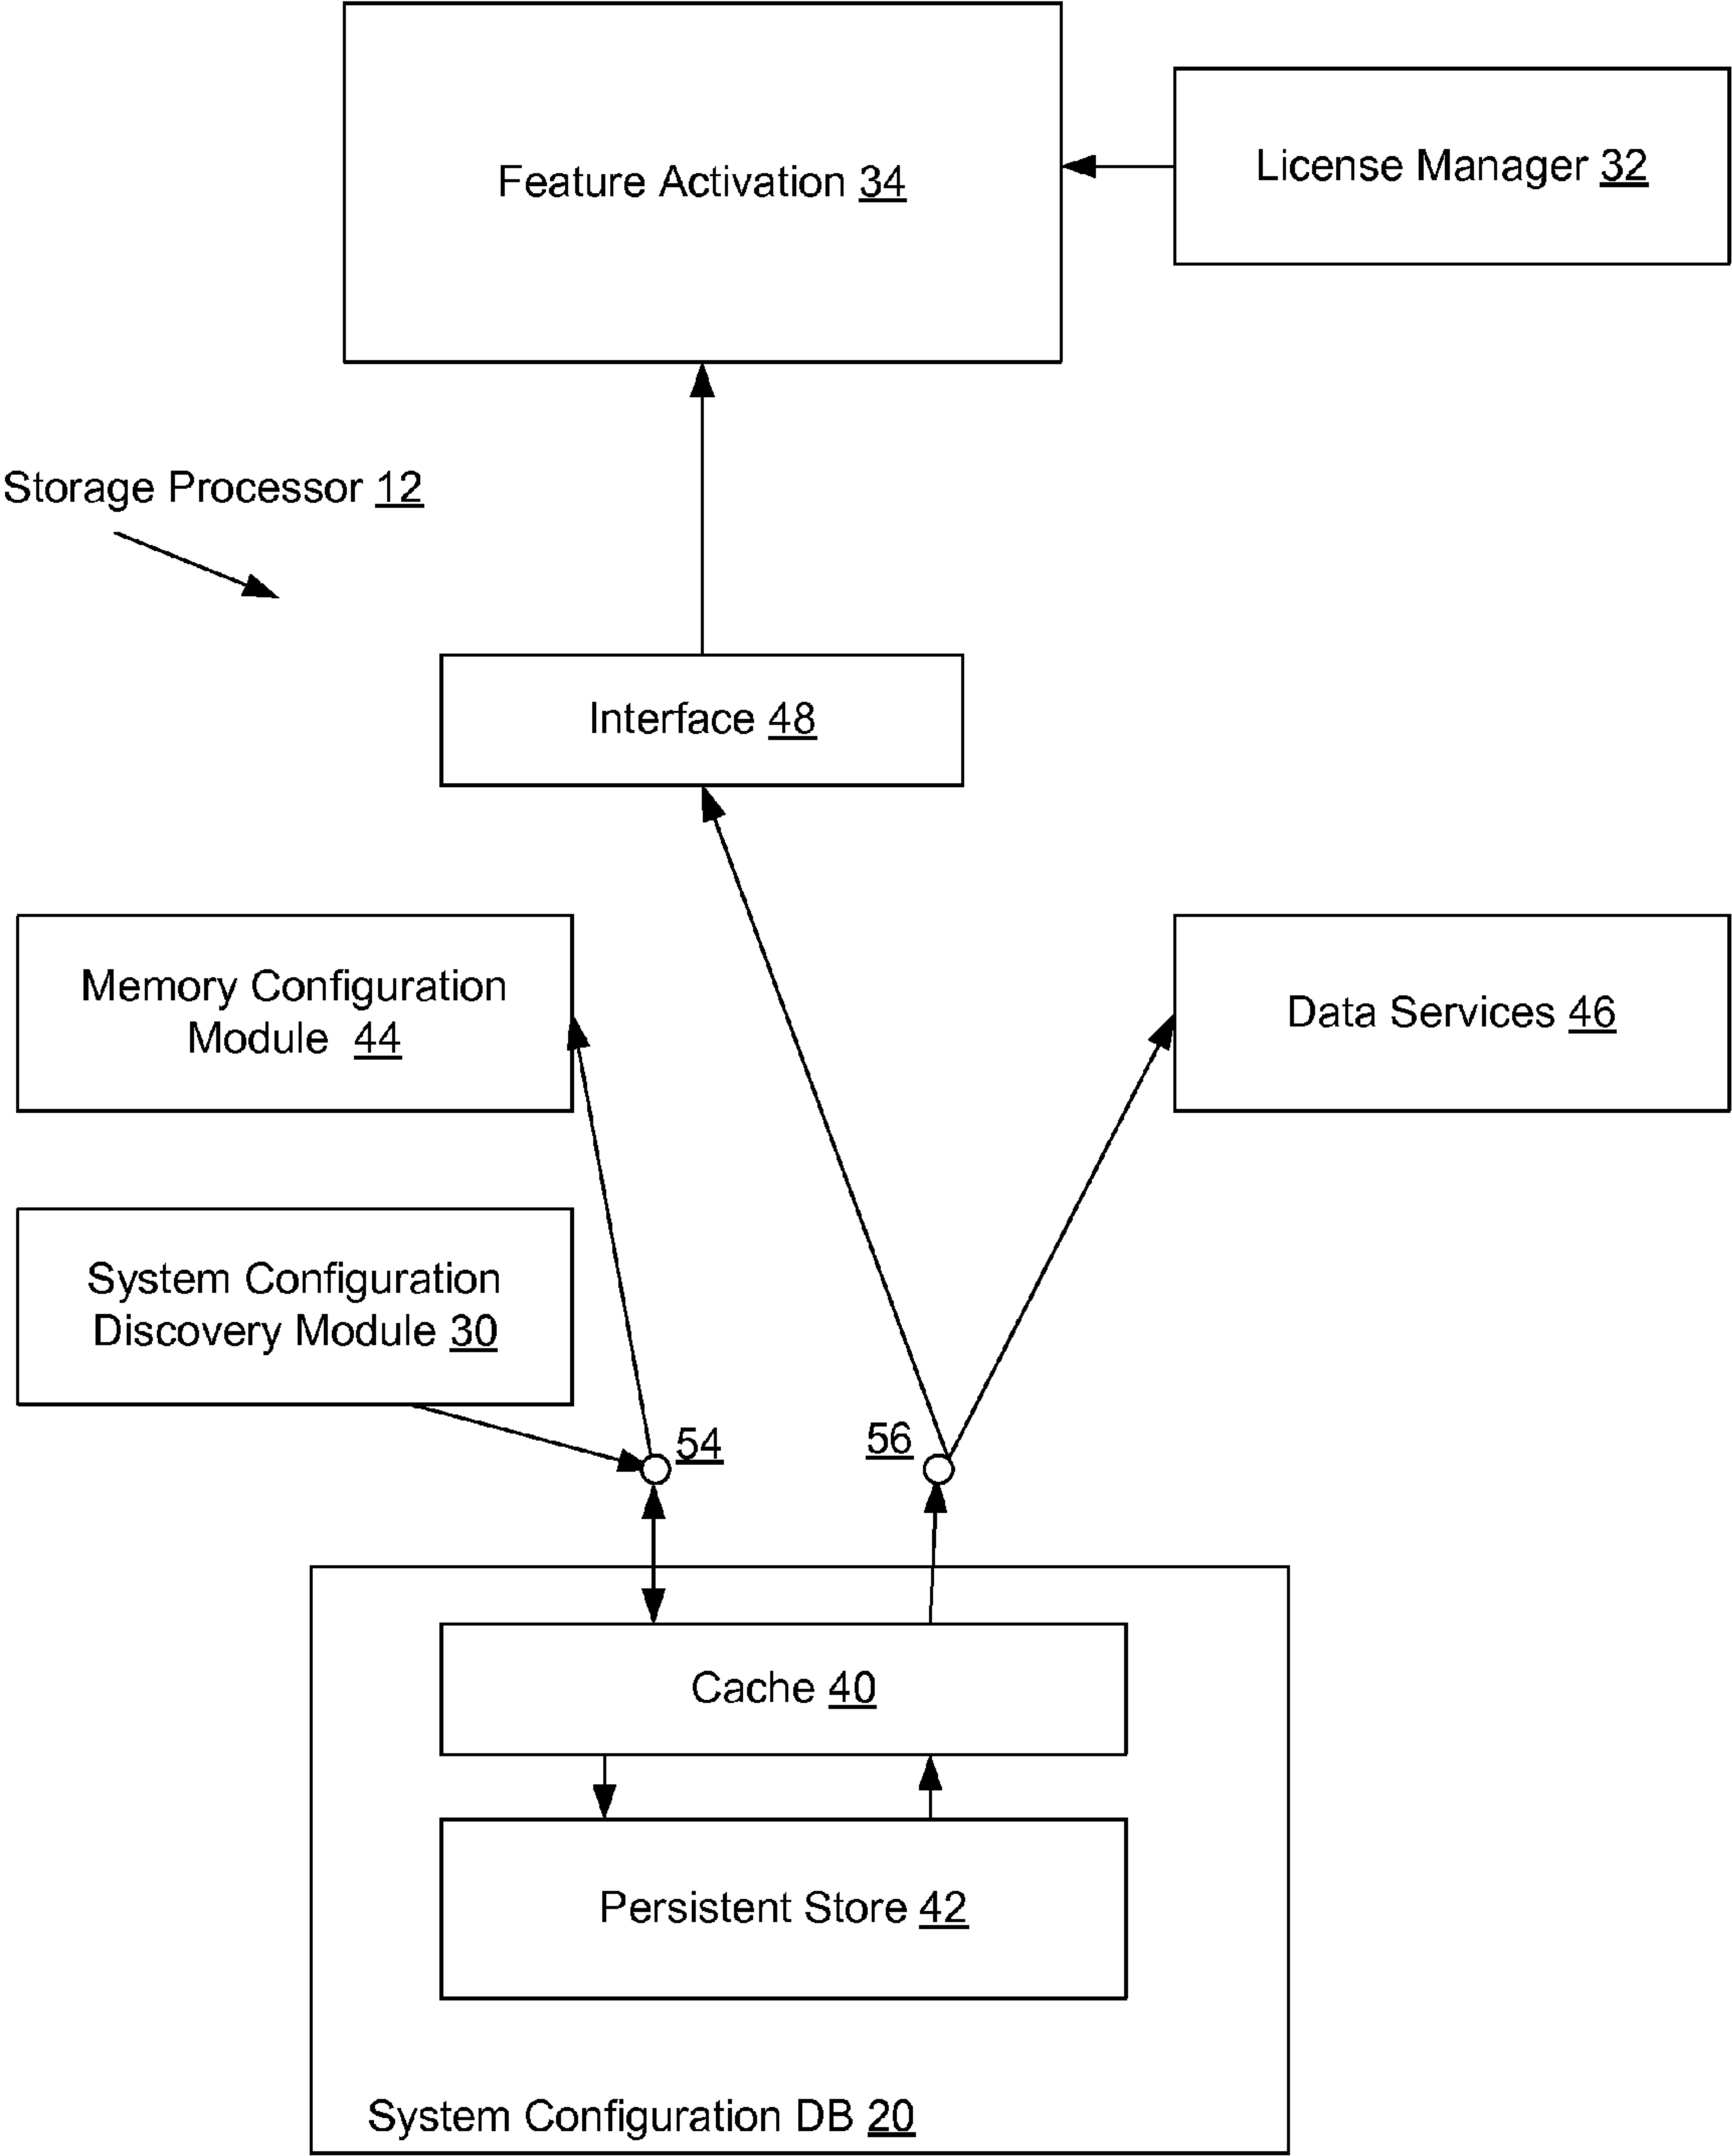 Feature Activation 34
License Manager 32
Storage Processor 12
Interface 48
Memory Configuration
Module 44
Data Services 46
System Configuration
Discovery Module 30
54
56
Cache 40
Persistent Store 42
System Configuration DB 20